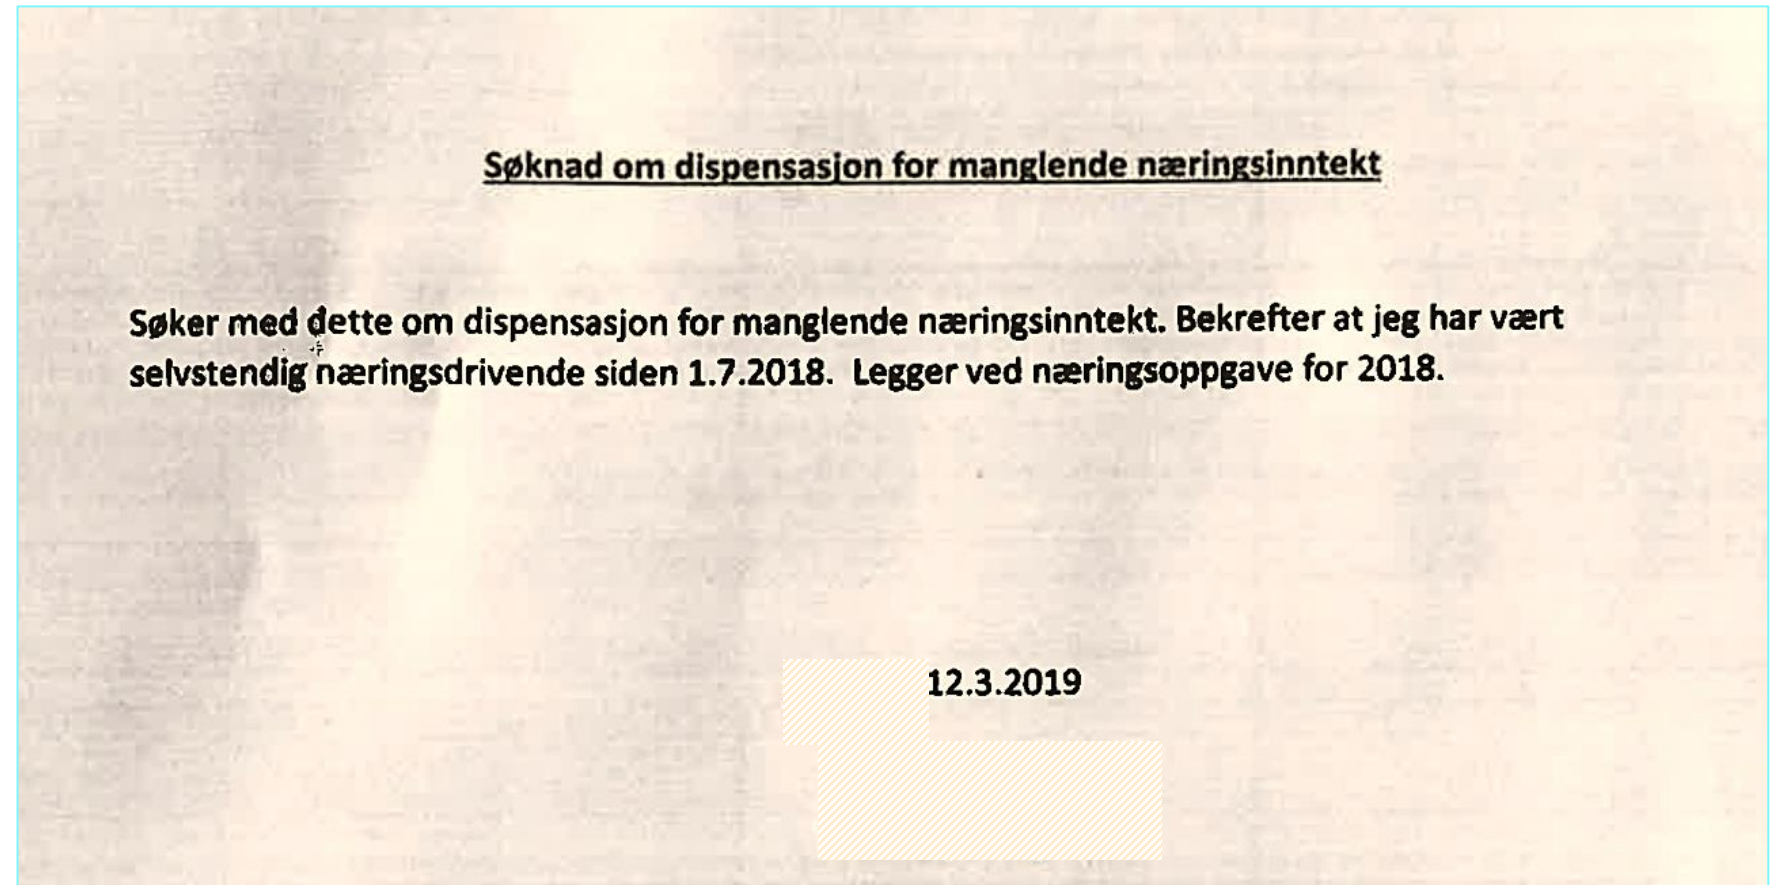 Søknad om dispensasjon for manglende næringsinntekt
Søker med dette om dispensasjon for manglende næringsinntekt. Bekrefter at jeg har vært
selvstendig næringsdrivende siden 1.7.2018. Legger ved næringsoppgave for 2018.
12.3.2019